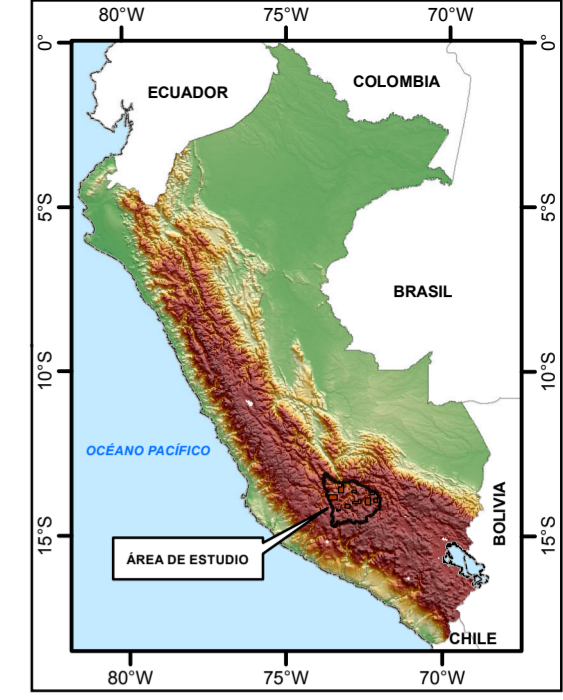 80°W 75°W 70°W
0° 0°
ECUADOR
COLOMBIA
5°S 5°S
BRASIL
10°S 10°S
OCÉANO PACÍFICO
BOLIVIA
15°S 15°S
ÁREA DE ESTUDIO
CHILE
80°W 75°W 70°W